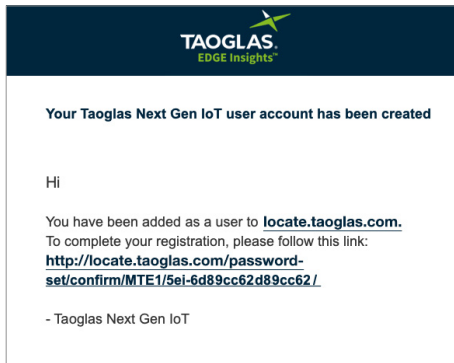 TAOGLAS.
EDGE Insights™
Your Taoglas Next Gen IoT user account has been created
Hi
You have been added as a user to locate.taoglas.com.
To complete your registration, please follow this link:
http://locate.taoglas.com/password-
set/confirm/MTE1/5ei-6d89cc62d89cc62/
- Taoglas Next Gen IoT